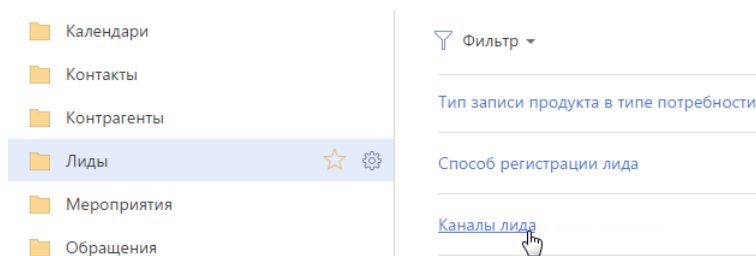 Календари
Контакты
Контрагенты
Лиды
Мероприятия
Обращения
Фильтр
Тип записи продукта в типе потребности
Способ регистрации лида
Каналы лида